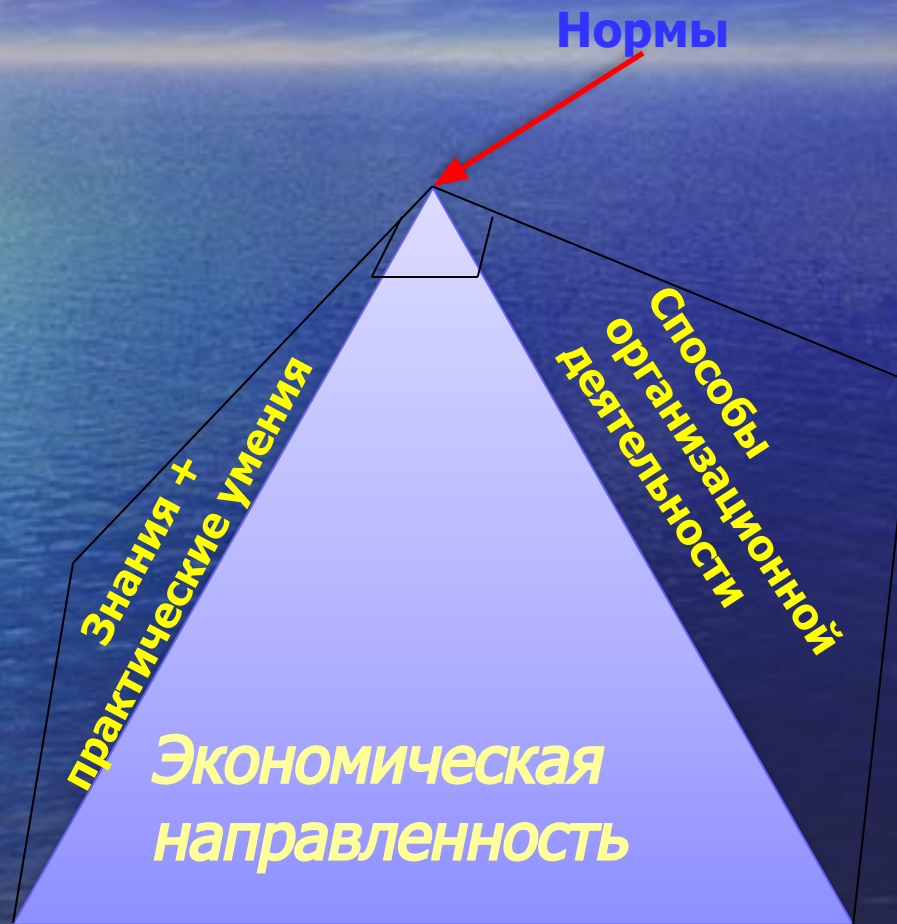 Нормы
Знания +
практические умения
Способы
организационной
деятельности
Экономическая
направленность